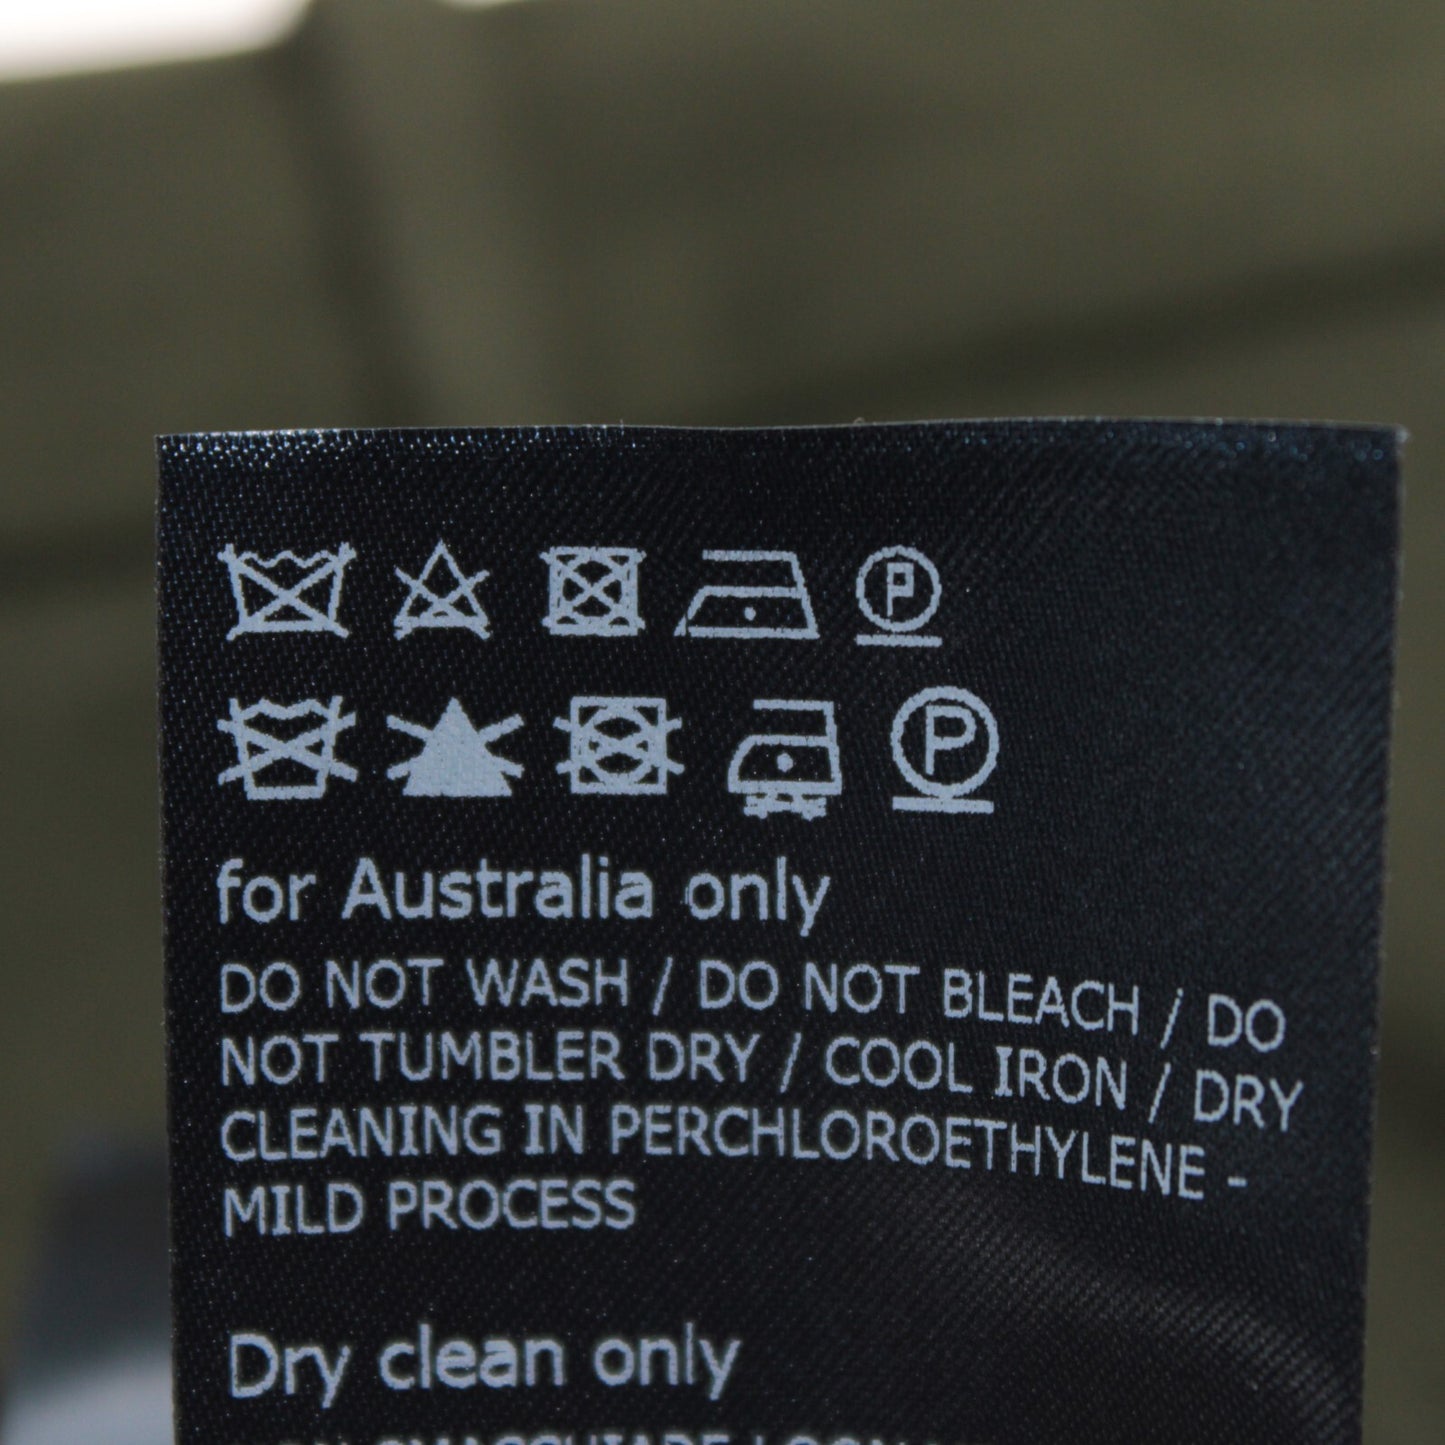 P
P
for Australia only
DO NOT WASH / DO NOT BLEACH / DO
NOT TUMBLER DRY / COOL IRON / DRY
CLEANING IN PERCHLOROETHYLENE -
MILD PROCESS
Dry clean only